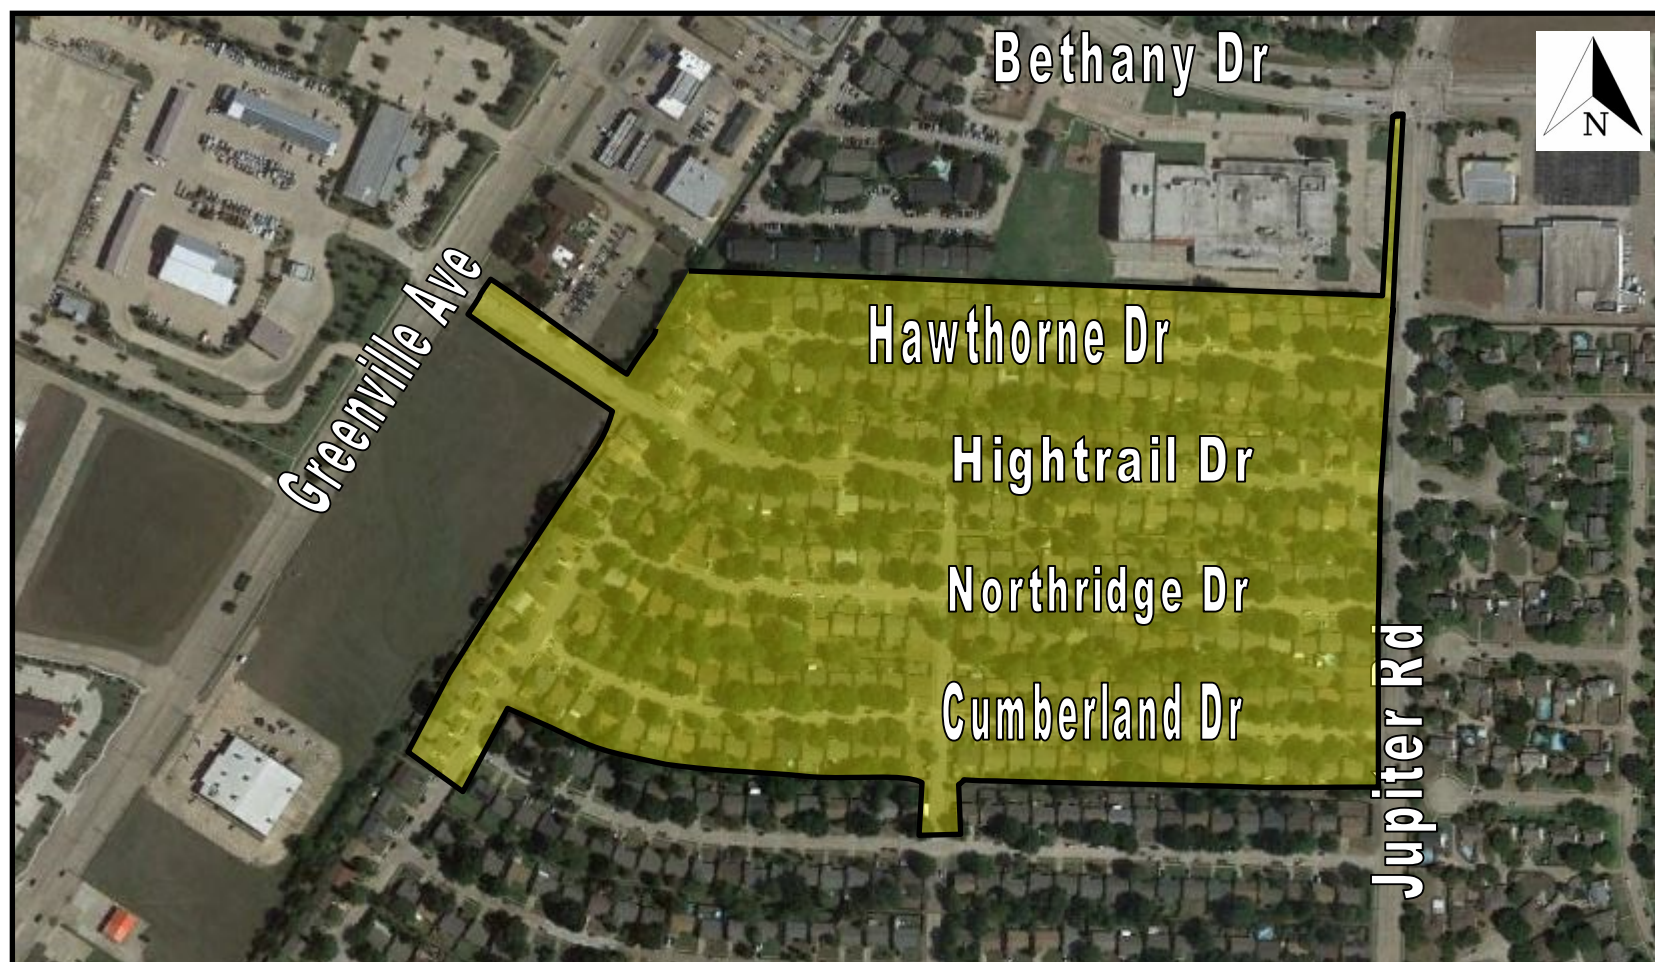 Bethany Dr
N
Greenville Ave
Hawthorne Dr
Hightrail Dr
Northridge Dr
Cumberland Dr
Jupiter Rd